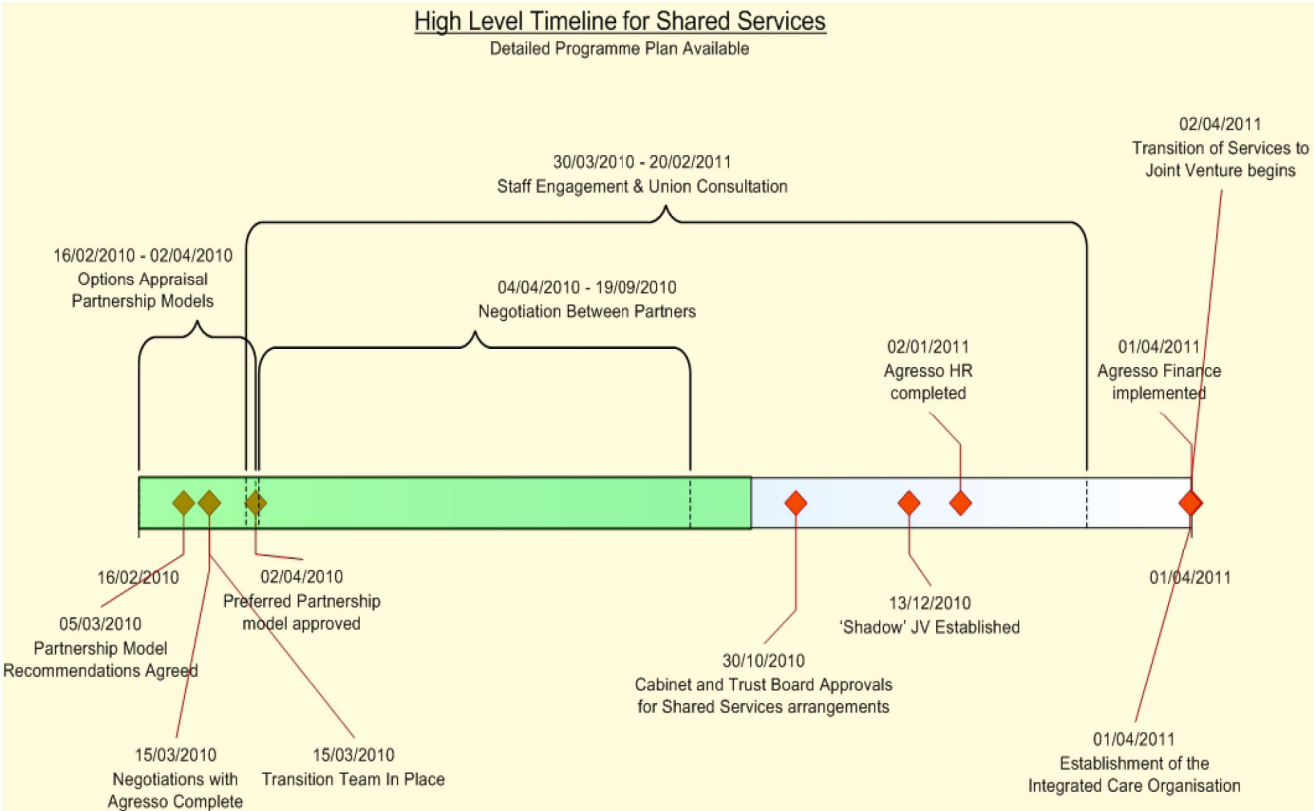 High Level Timeline for Shared Services
Detailed Programme Plan Available
02/04/2011
Transition of Services to
Joint Venture begins
30/03/2010 - 20/02/2011
Staff Engagement & Union Consultation
16/02/2010 - 02/04/2010
Options Appraisal
Partnership Models
04/04/2010 - 19/09/2010
Negotiation Between Partners
02/01/2011
Agresso HR
completed
01/04/2011
Agresso Finance
implemented
16/02/2010
01/04/2011
05/03/2010
Partnership Model
Recommendations Agreed
02/04/2010
Preferred Partnership
model approved
13/12/2010
‘Shadow’ JV Established
30/10/2010
Cabinet and Trust Board Approvals
for Shared Services arrangements
15/03/2010
Negotiations with
Agresso Complete
15/03/2010
Transition Team In Place
01/04/2011
Establishment of the
Integrated Care Organisation